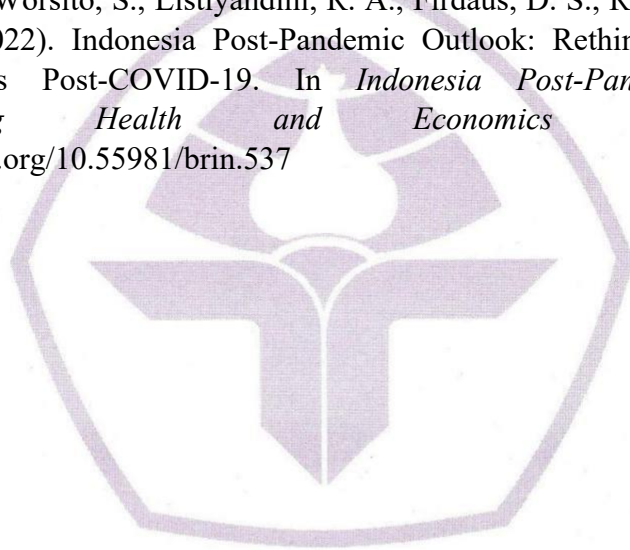 Worsito, S., Listiyandini, R. A., Firdaus, D. S., R
022). Indonesia Post-Pandemic Outlook: Rethin
s Post-COVID-19. In Indonesia Post-Pan
g Health and Economics
.org/10.55981/brin.537